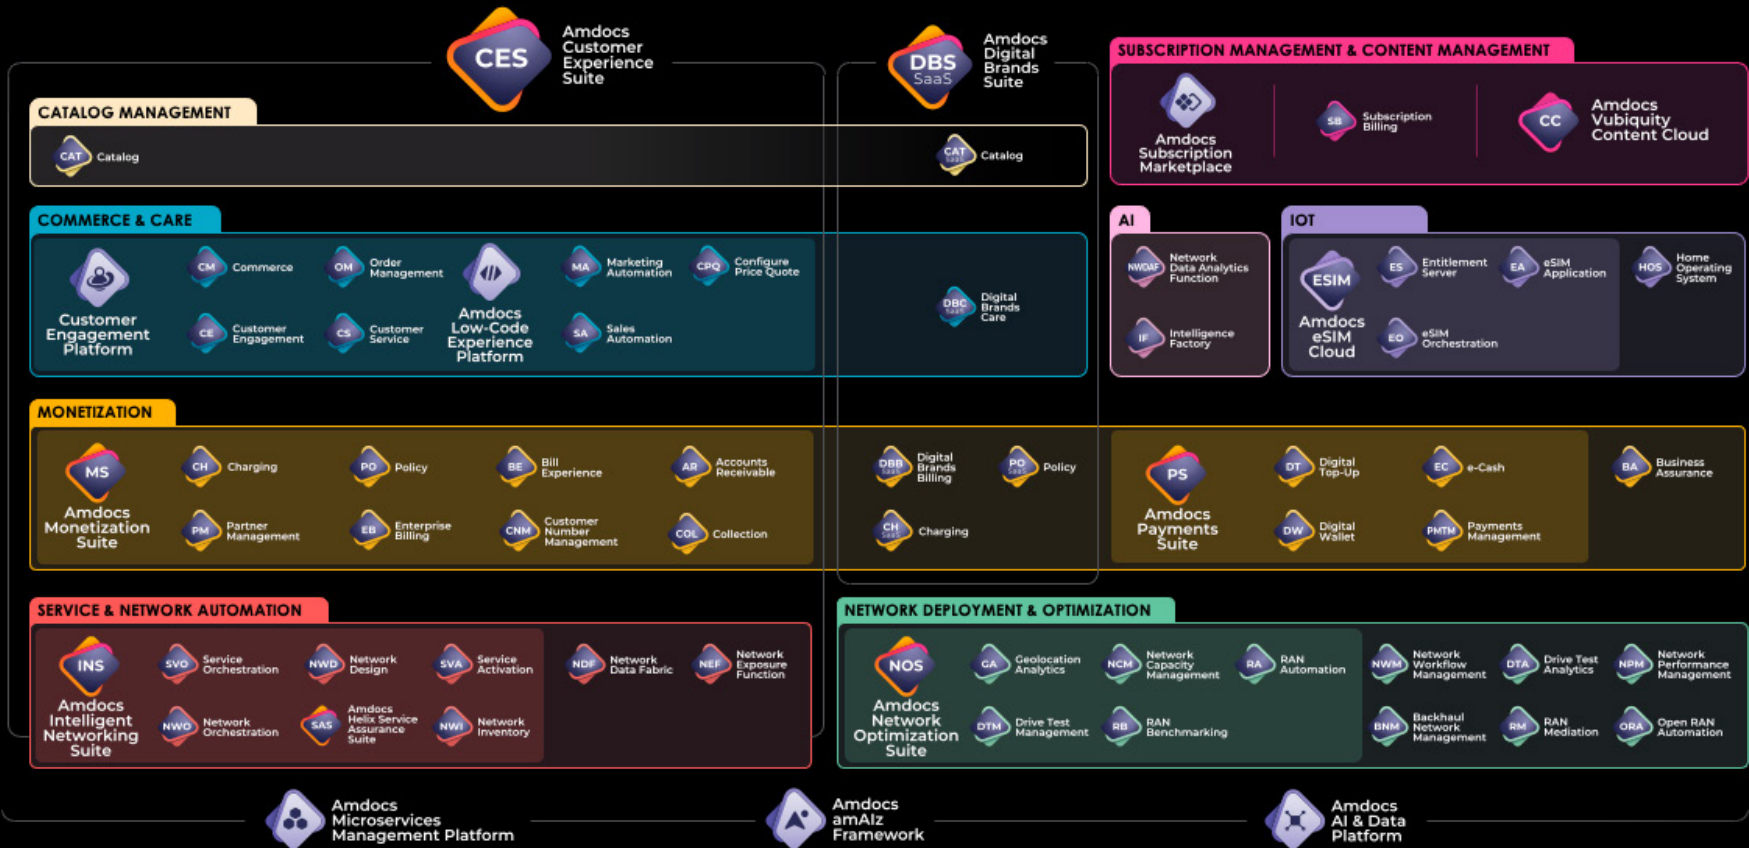 CES
Amdocs
Customer
Experience
Suite
DBS
SaaS
Amdocs
Digital
Brands
Suite
CATALOG MANAGEMENT
CAT
Catalog
CAT
SaaS
Catalog
SUBSCRIPTION MANAGEMENT & CONTENT MANAGEMENT
Amdocs
Subscription
Marketplace
SB
Subscription
Billing
CC
Amdocs
Vubiquity
Content Cloud
COMMERCE & CARE
Customer
Engagement
Platform
CM
Commerce
OM
Order
Management
CE
Customer
Engagement
CS
Customer
Service
Amdocs
Low-Code
Experience
Platform
MA
Marketing
Automation
CPQ
Configure
Price Quote
SA
Sales
Automation
DBC
SaaS
Digital
Brands
Care
AI
NWDAF
Network
Data Analytics
Function
IF
Intelligence
Factory
IOT
ESIM
Amdocs
eSIM
Cloud
ES
Entitlement
Server
EA
eSIM
Application
EO
eSIM
Orchestration
HOS
Home
Operating
System
MONETIZATION
MS
Amdocs
Monetization
Suite
CH
Charging
PO
Policy
BE
Bill
Experience
AR
Accounts
Receivable
PM
Partner
Management
EB
Enterprise
Billing
CNM
Customer
Number
Management
COL
Collection
DBB
SaaS
Digital
Brands
Billing
PO
SaaS
Policy
CH
SaaS
Charging
PS
Amdocs
Payments
Suite
DT
Digital
Top-Up
EC
e-Cash
DW
Digital
Wallet
PMTM
Payments
Management
BA
Business
Assurance
SERVICE & NETWORK AUTOMATION
INS
Amdocs
Intelligent
Networking
Suite
SVO
Service
Orchestration
NWD
Network
Design
SVA
Service
Activation
NWO
Network
Orchestration
SAS
Amdocs
Helix Service
Assurance
Suite
NWI
Network
Inventory
NDF
Network
Data Fabric
NEF
Network
Exposure
Function
NETWORK DEPLOYMENT & OPTIMIZATION
NOS
Amdocs
Network
Optimization
Suite
GA
Geolocation
Analytics
NCM
Network
Capacity
Management
RA
RAN
Automation
DTM
Drive Test
Management
RB
RAN
Benchmarking
NWM
Network
Workflow
Management
DTA
Drive Test
Analytics
NPM
Network
Performance
Management
BNM
Backhaul
Network
Management
RM
RAN
Mediation
ORA
Open RAN
Automation
Amdocs
Microservices
Management Platform
Amdocs
amAIz
Framework
Amdocs
AI & Data
Platform